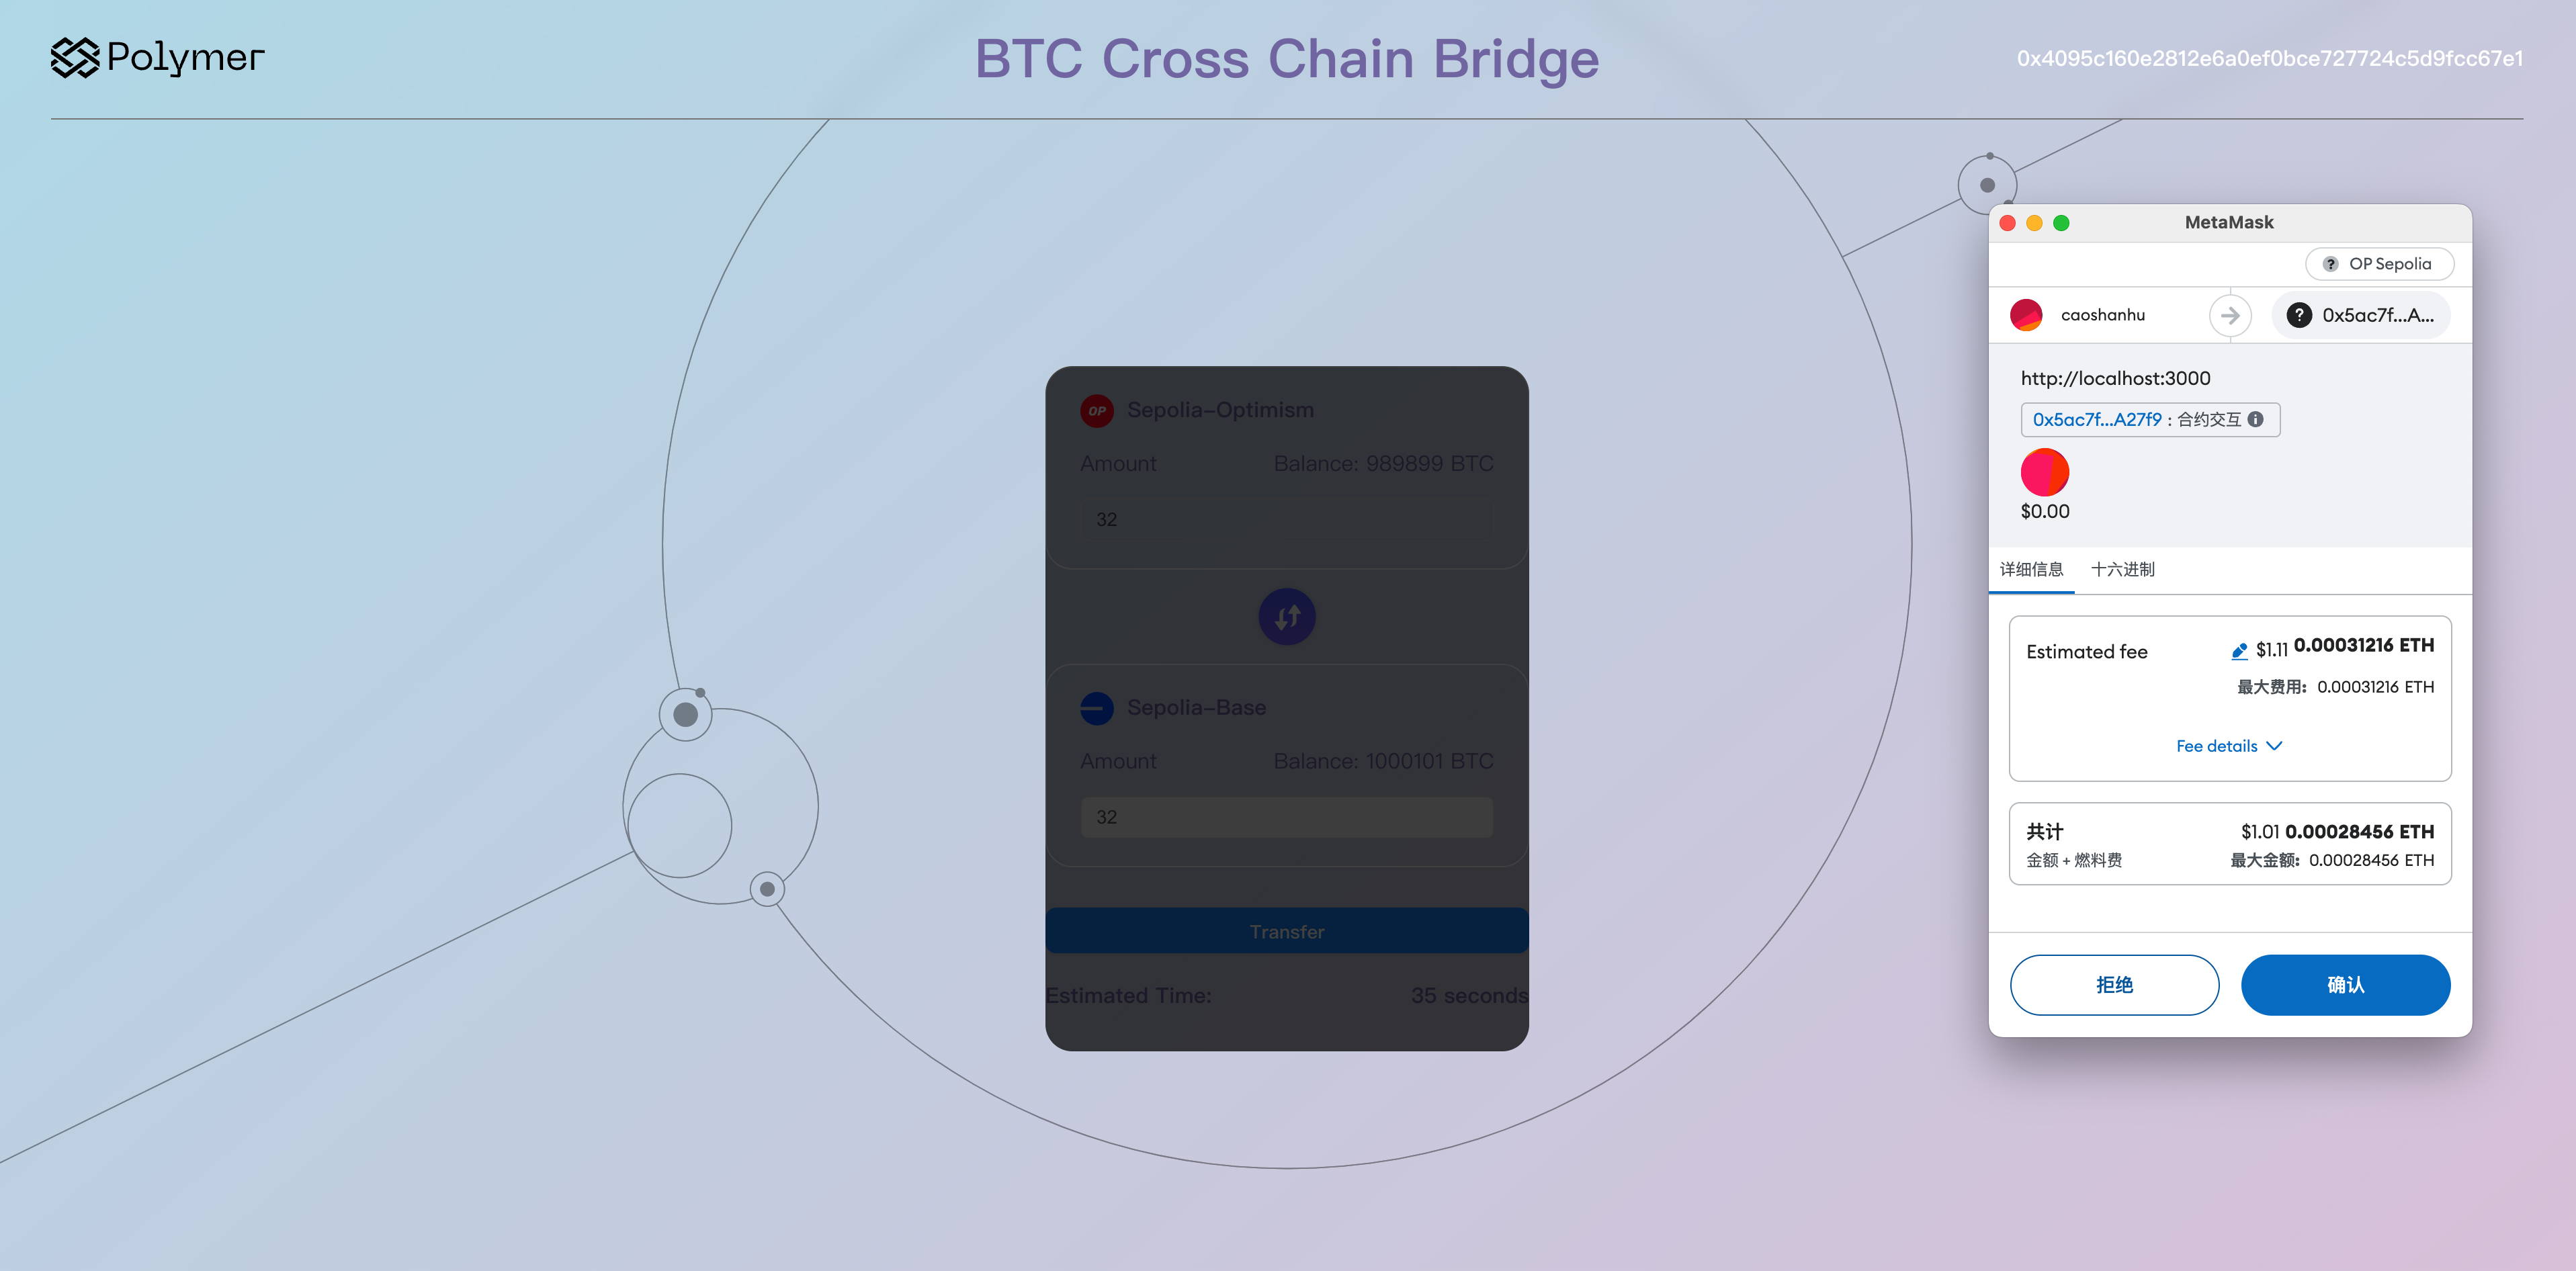 Polymer
BTC Cross Chain Bridge
0x4095c160e2812e6a0ef0bce727724c5d9fcc67e1
OP Sepolia-Optimism
Amount Balance: 989899 BTC
32
Sepolia-Base
Amount Balance: 1000101 BTC
32
Transfer
Estimated Time: 35 seconds
MetaMask
? OP Sepolia
caoshanhu ? 0x5ac7f...A...
http://localhost:3000
0x5ac7f...A27f9 : 合约交互
$0.00
详细信息 十六进制
Estimated fee $1.11 0.00031216 ETH
最大费用: 0.00031216 ETH
Fee details
共计 $1.01 0.00028456 ETH
金额 + 燃料费 最大金额: 0.00028456 ETH
拒绝 确认